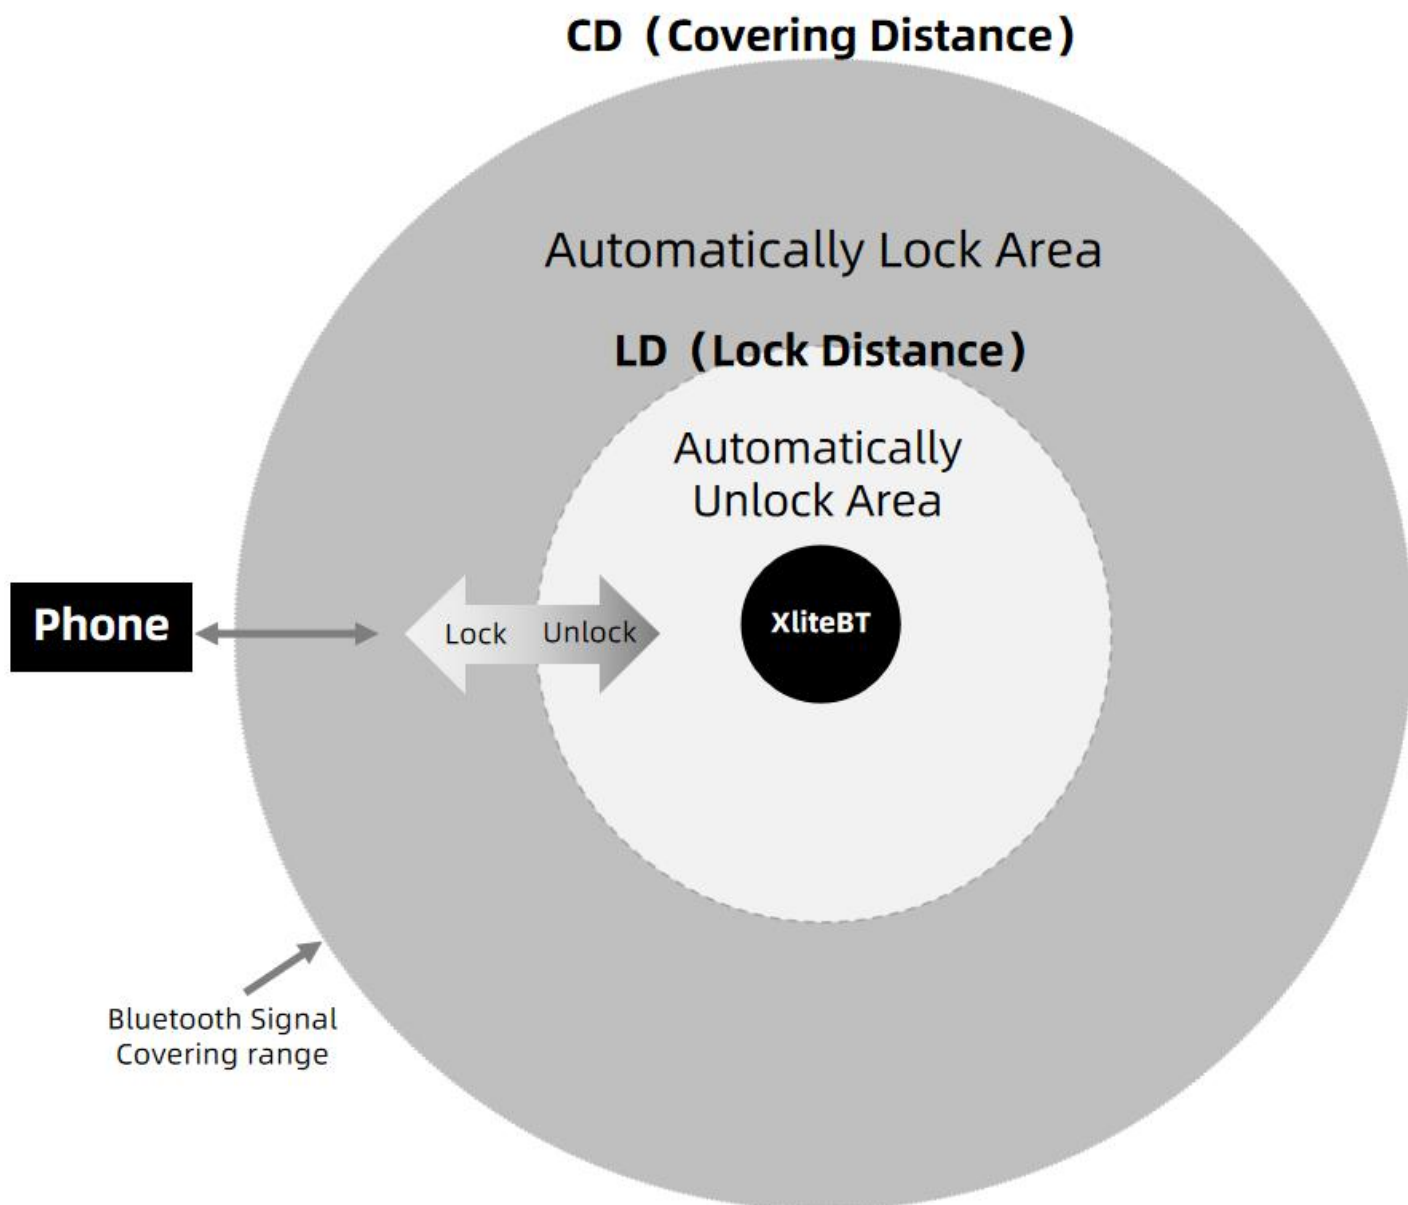 CD（Covering Distance）
Automatically Lock Area
LD（Lock Distance）
Automatically
Unlock Area
Phone
Lock
Unlock
XliteBT
Bluetooth Signal
Covering range